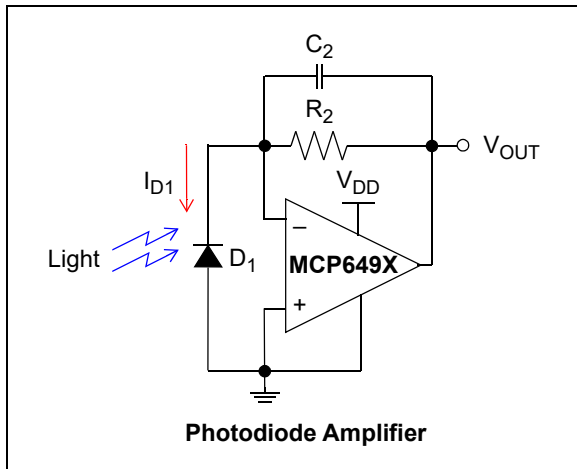 C2
R2
VOUT
VDD
ID1
−
MCP649X
Light
D1
+
Photodiode Amplifier